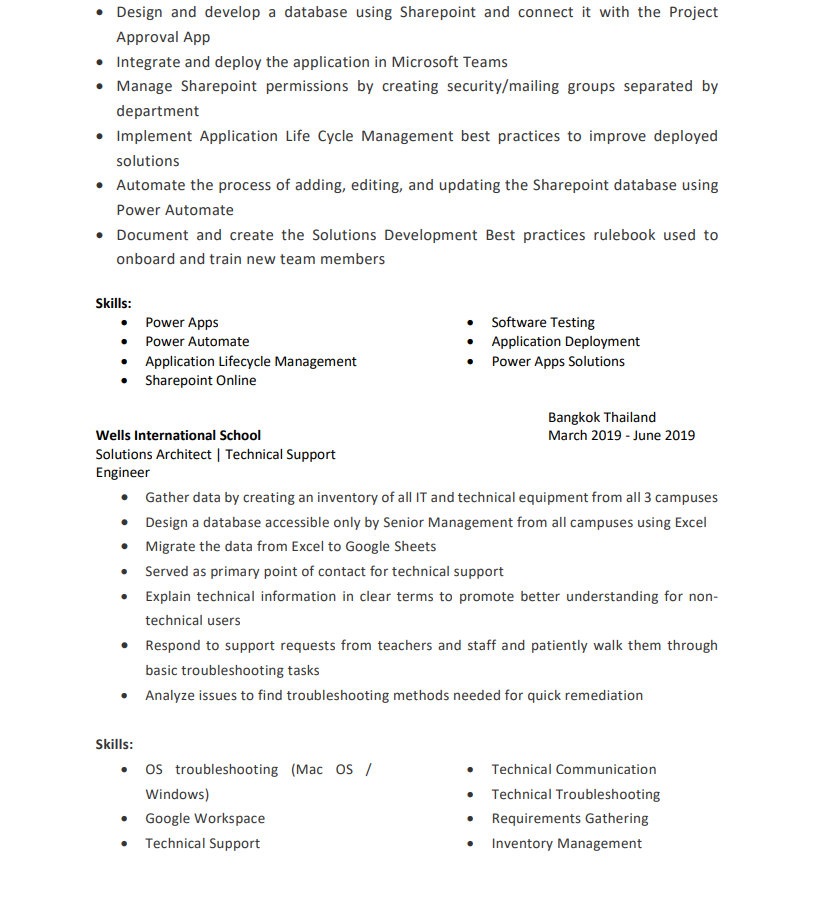 • Design and develop a database using Sharepoint and connect it with the Project
Approval App
• Integrate and deploy the application in Microsoft Teams
• Manage Sharepoint permissions by creating security/mailing groups separated by
department
• Implement Application Life Cycle Management best practices to improve deployed
solutions
• Automate the process of adding, editing, and updating the Sharepoint database using
Power Automate
• Document and create the Solutions Development Best practices rulebook used to
onboard and train new team members
Skills:
• Power Apps
• Power Automate
• Application Lifecycle Management
• Sharepoint Online
• Software Testing
• Application Deployment
• Power Apps Solutions
Bangkok Thailand
Wells International School
March 2019 - June 2019
Solutions Architect | Technical Support
Engineer
• Gather data by creating an inventory of all IT and technical equipment from all 3 campuses
• Design a database accessible only by Senior Management from all campuses using Excel
• Migrate the data from Excel to Google Sheets
• Served as primary point of contact for technical support
• Explain technical information in clear terms to promote better understanding for non-
technical users
• Respond to support requests from teachers and staff and patiently walk them through
basic troubleshooting tasks
• Analyze issues to find troubleshooting methods needed for quick remediation
Skills:
• OS troubleshooting (Mac OS /
Windows)
• Google Workspace
• Technical Support
• Technical Communication
• Technical Troubleshooting
• Requirements Gathering
• Inventory Management